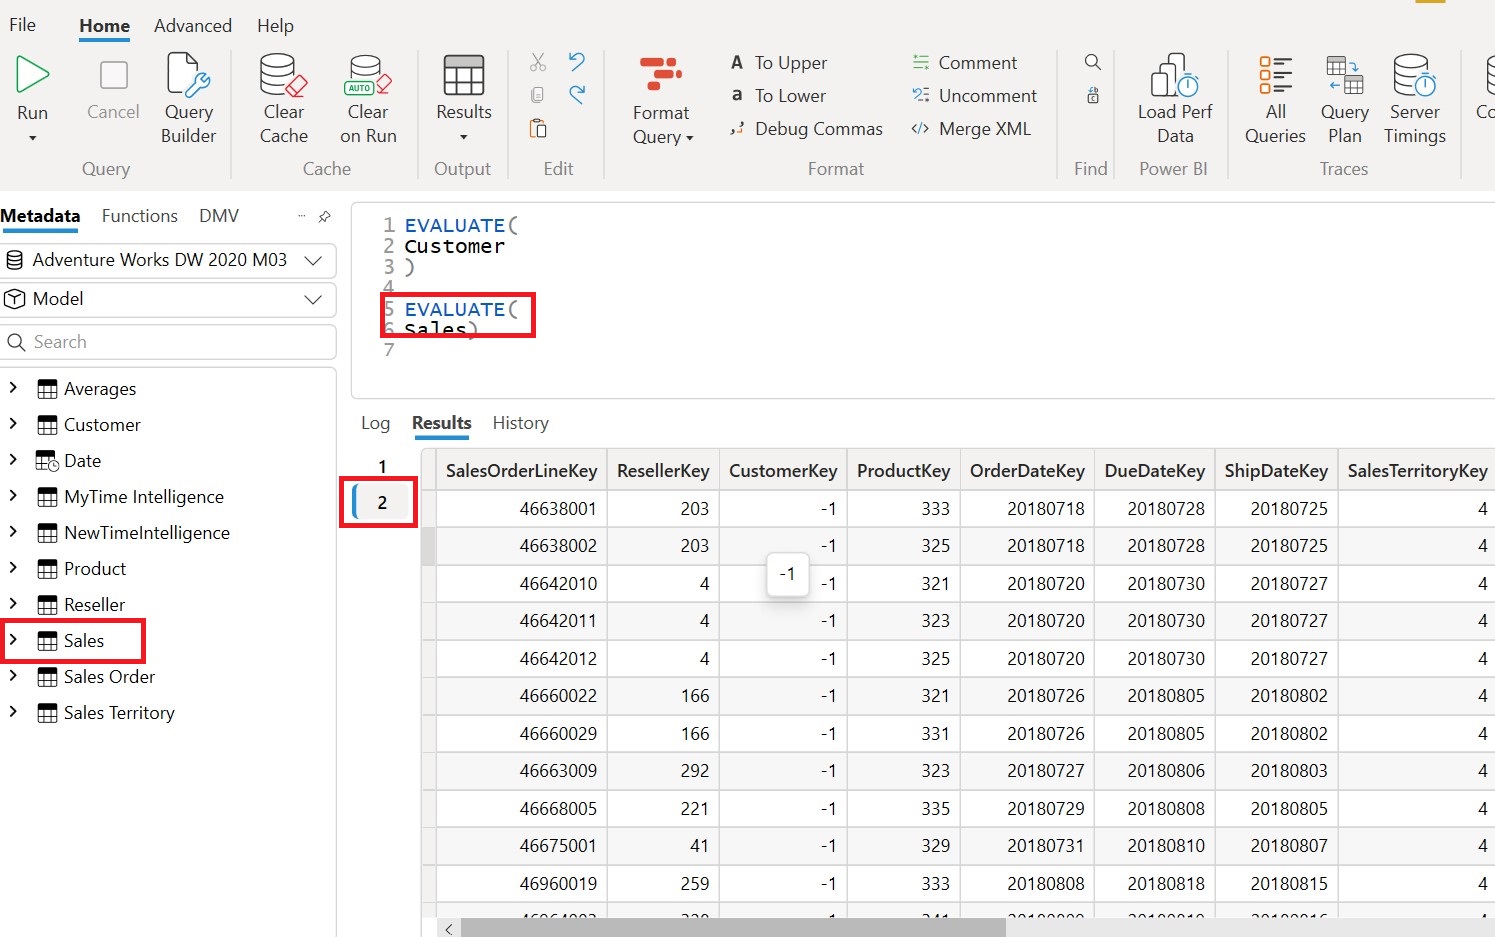 File Home Advanced Help
Run
Cancel
Query Builder
Query
Clear Cache
AUTO
Clear on Run
Cache
Results
Output
Edit
Format Query
A To Upper
a To Lower
Debug Commas
Comment
Uncomment
Merge XML
Format
Find
Load Perf Data
Power BI
All Queries
Query Plan
Server Timings
Traces
Metadata Functions DMV
Adventure Works DW 2020 M03
Model
Search
Averages
Customer
Date
MyTime Intelligence
NewTimeIntelligence
Product
Reseller
Sales
Sales Order
Sales Territory
1 EVALUATE(
2 Customer
3 )
4
5 EVALUATE(
6 Sales)
7
Log Results History
1
2
SalesOrderLineKey ResellerKey CustomerKey ProductKey OrderDateKey DueDateKey ShipDateKey SalesTerritoryKey
46638001 203 -1 333 20180718 20180728 20180725 4
46638002 203 -1 325 20180718 20180728 20180725 4
-1
46642010 4 -1 321 20180720 20180730 20180727 4
46642011 4 -1 323 20180720 20180730 20180727 4
46642012 4 -1 325 20180720 20180730 20180727 4
46660022 166 -1 321 20180726 20180805 20180802 4
46660029 166 -1 331 20180726 20180805 20180802 4
46663009 292 -1 323 20180727 20180806 20180803 4
46668005 221 -1 335 20180729 20180808 20180805 4
46675001 41 -1 329 20180731 20180810 20180807 4
46960019 259 -1 333 20180808 20180818 20180815 4